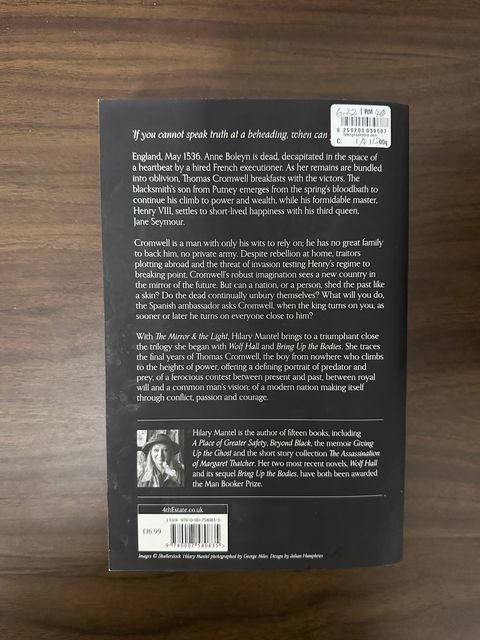 'If you cannot speak truth at a beheading, when can
6.22 | RM 40
8 250200 039507
C:
England, May 1536. Anne Boleyn is dead, decapitated in the space of
a heartbeat by a hired French executioner. As her remains are bundled
into oblivion, Thomas Cromwell breakfasts with the victors. The
blacksmith's son from Putney emerges from the spring's bloodbath to
continue his climb to power and wealth, while his formidable master,
Henry VIII, settles to short-lived happiness with his third queen,
Jane Seymour.
Cromwell is a man with only his wits to rely on; he has no great family
to back him, no private army. Despite rebellion at home, traitors
plotting abroad and the threat of invasion testing Henry's regime to
breaking point, Cromwell's robust imagination sees a new country in
the mirror of the future. But can a nation, or a person, shed the past like
a skin? Do the dead continually unbury themselves? What will you do,
the Spanish ambassador asks Cromwell, when the king turns on you, as
sooner or later he turns on everyone close to him?
With The Mirror & the Light, Hilary Mantel brings to a triumphant close
the trilogy she began with Wolf Hall and Bring Up the Bodies. She traces
the final years of Thomas Cromwell, the boy from nowhere who climbs
to the heights of power, offering a defining portrait of predator and
prey, of a ferocious contest between present and past, between royal
will and a common man's vision: of a modern nation making itself
through conflict, passion and courage.
Hilary Mantel is the author of fifteen books, including
A Place of Greater Safety, Beyond Black, the memoir Giving
Up the Ghost and the short story collection The Assassination
of Margaret Thatcher. Her two most recent novels, Wolf Hall
and its sequel Bring Up the Bodies, have both been awarded
the Man Booker Prize.
4thEstate.co.uk
ISBN 978-0-00-758083-5
£16.99
9 780007 580835
Images © Shutterstock Hilary Mantel photographed by George Miles. Design by Julian Humphries